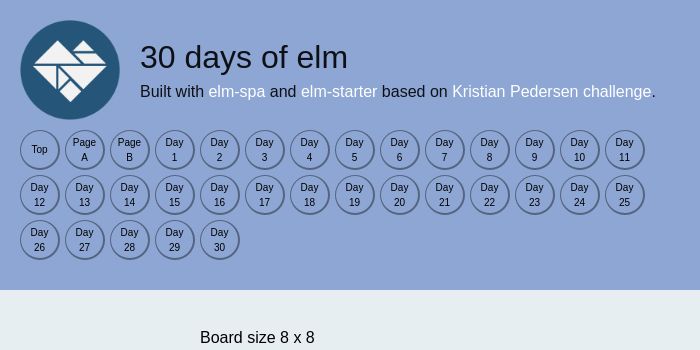 30 days of elm
Built with elm-spa and elm-starter based on Kristian Pedersen challenge.
Top Page A Page B Day 1 Day 2 Day 3 Day 4 Day 5 Day 6 Day 7 Day 8 Day 9 Day 10 Day 11
Day 12 Day 13 Day 14 Day 15 Day 16 Day 17 Day 18 Day 19 Day 20 Day 21 Day 22 Day 23 Day 24 Day 25
Day 26 Day 27 Day 28 Day 29 Day 30
Board size 8 x 8